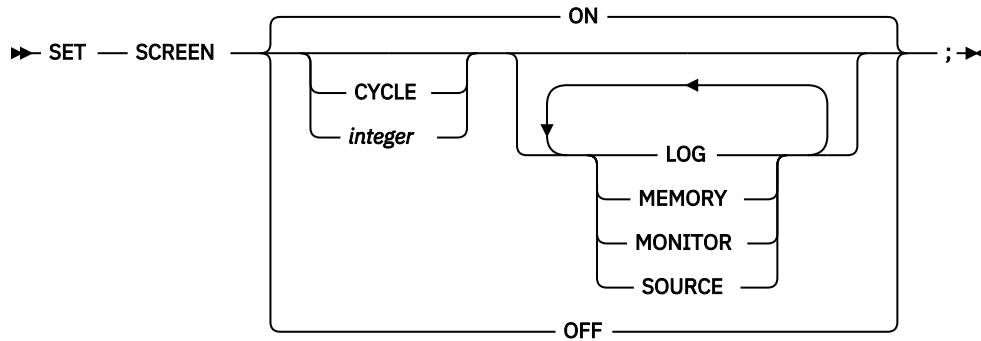 ON
SET SCREEN ;
CYCLE
integer
LOG
MEMORY
MONITOR
SOURCE
OFF